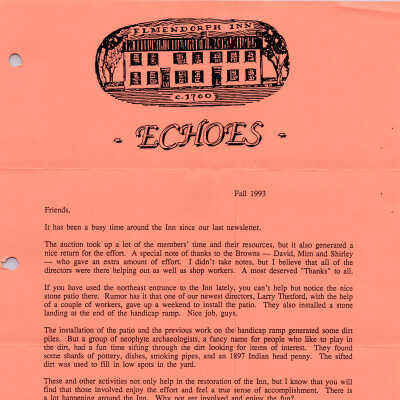 ELMENDORPH INN
C.1760
- ECHOES -
Fall 1993
Friends,
It has been a busy time around the Inn since our last newsletter.
The auction took up a lot of the members' time and their resources, but it also generated a
nice return for the effort. A special note of thanks to the Browns — David, Mim and Shirley
— who gave an extra amount of effort. I didn't take notes, but I believe that all of the
directors were there helping out as well as shop workers. A most deserved "Thanks" to all.
If you have used the northeast entrance to the Inn lately, you can't help but notice the nice
stone patio there. Rumor has it that one of our newest directors, Larry Thetford, with the help
of a couple of workers, gave up a weekend to install the patio. They also installed a stone
landing at the end of the handicap ramp. Nice job, guys.
The installation of the patio and the previous work on the handicap ramp generated some dirt
piles. But a group of neophyte archaeologists, a fancy name for people who like to play in
the dirt, had a fun time sifting through the dirt looking for items of interest. They found
some shards of pottery, dishes, smoking pipes, and an 1897 Indian head penny. The sifted
dirt was used to fill in low spots in the yard.
These and other activities not only help in the restoration of the Inn, but I know that you will
find that those involved enjoy the effort and feel a true sense of accomplishment. There is
a lot happening around the Inn. Why not get involved and enjoy the fun?